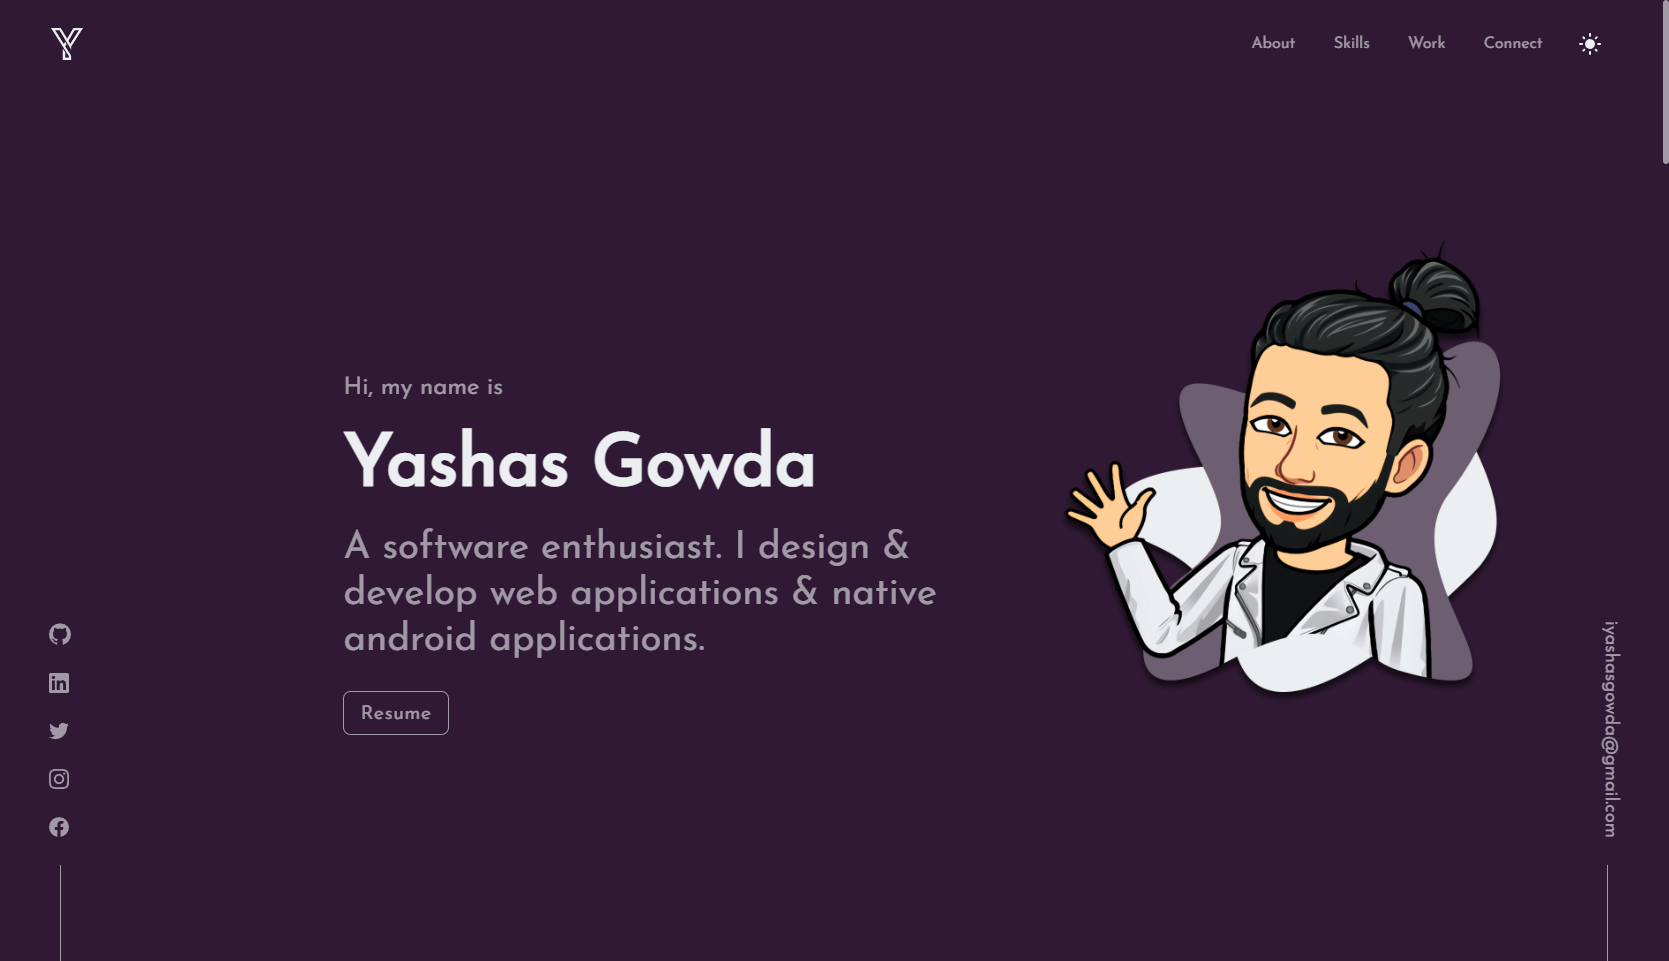 Y
About
Skills
Work
Connect
Hi, my name is
Yashas Gowda
A software enthusiast. I design &
develop web applications & native
android applications.
Resume
iyashasgowda@gmail.com